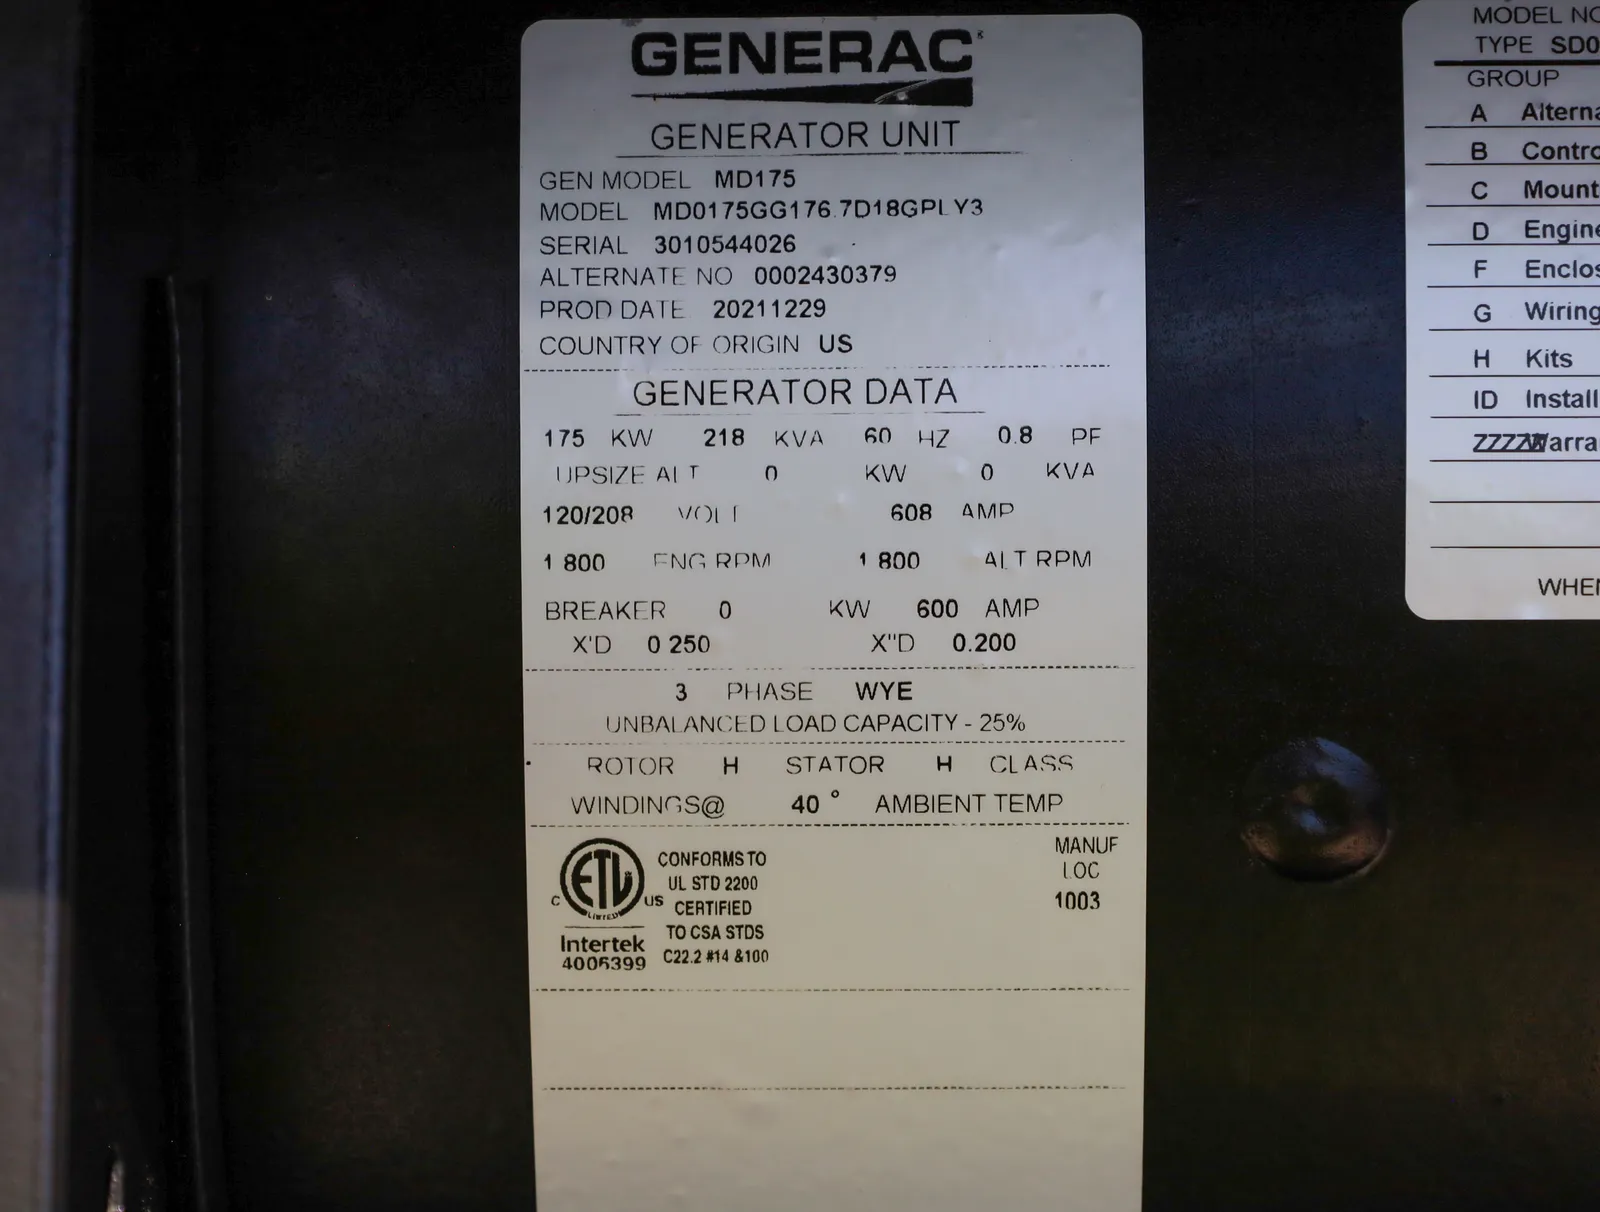 GENERAC
GENERATOR UNIT
GEN MODEL MD175
MODEL MD0175GG176.7D18GPLY3
SERIAL 3010544026
ALTERNATE NO 0002430379
PROD DATE 20211229
COUNTRY OF ORIGIN US
GENERATOR DATA
175 KW 218 KVA 60 HZ 0.8 PF
UPSIZE ALT 0 KW 0 KVA
120/208 VOLT 608 AMP
1800 ENG RPM 1800 ALT RPM
BREAKER 0 KW 600 AMP
X'D 0.250 X"D 0.200
3 PHASE WYE
UNBALANCED LOAD CAPACITY - 25%
ROTOR H STATOR H CLASS
WINDINGS@ 40° AMBIENT TEMP
ETL
LISTED
C US
Intertek
4006399
CONFORMS TO
UL STD 2200
CERTIFIED
TO CSA STDS
C22.2 #14 &100
MANUF
LOC
1003
MODEL NO
TYPE SD0
GROUP
A Alterna
B Contro
C Mount
D Engine
F Enclos
G Wiring
H Kits
ID Install
ZZZZ Warra
WHEN